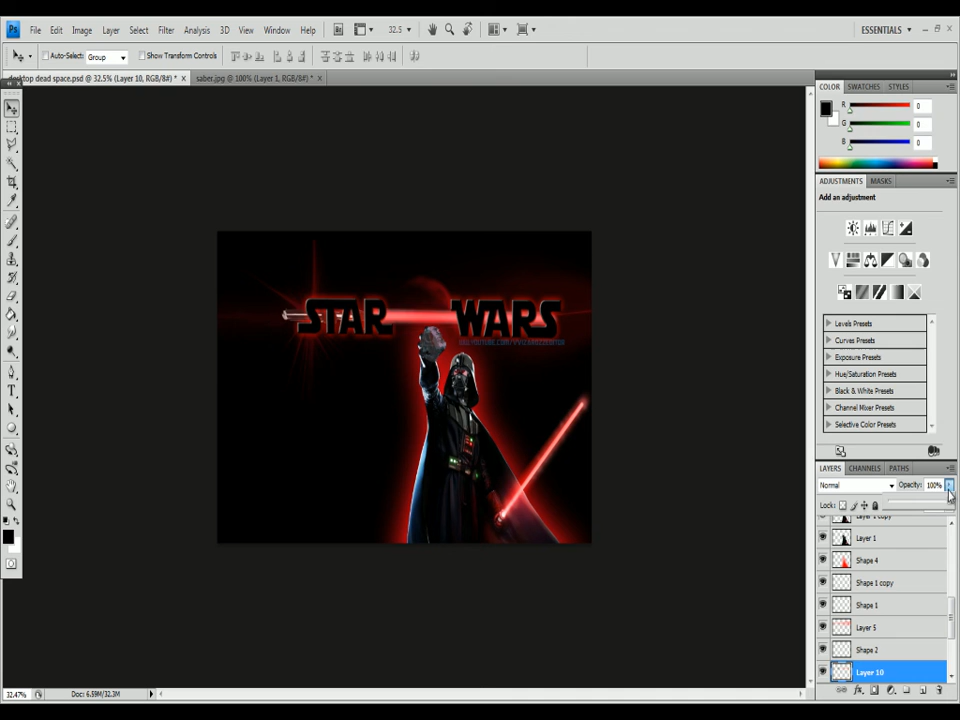 Ps File Edit Image Layer Select Filter Analysis 3D View Window Help Br 32.5 ESSENTIALS
Auto-Select: Group Show Transform Controls
desktop dead space.psd @ 32.5% (Layer 10, RGB/8#) * × saber.jpg @ 100% (Layer 1, RGB/8#) * ×
COLOR SWATCHES STYLES
R 0
G 0
B 0
ADJUSTMENTS MASKS
Add an adjustment
STAR WARS
Levels Presets
Curves Presets
Exposure Presets
Hue/Saturation Presets
Black & White Presets
Channel Mixer Presets
Selective Color Presets
LAYERS CHANNELS PATHS
Normal Opacity: 100%
Lock:
Layer 1 copy
Layer 1
Shape 4
Shape 1 copy
Shape 1
Layer 5
Shape 2
Layer 10
32.47% Doc: 6.59M/32.3M